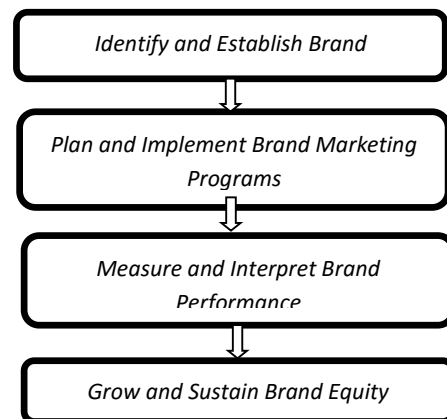 Identify and Establish Brand
Plan and Implement Brand Marketing
Programs
Measure and Interpret Brand
Performance
Grow and Sustain Brand Equity